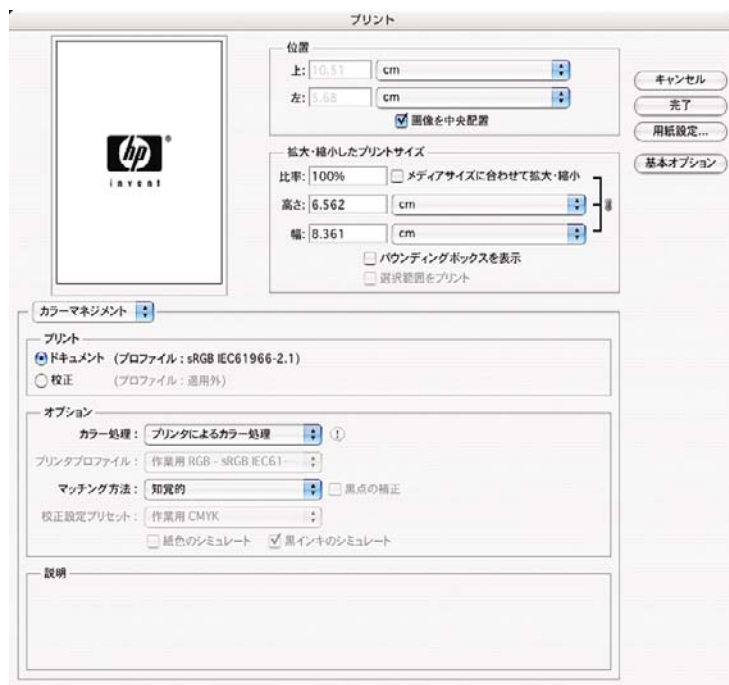 プリント
hp
invent
位置
上: 10.51 cm
左: 5.68 cm
画像を中央配置
キャンセル
完了
用紙設定...
基本オプション
拡大・縮小したプリントサイズ
比率: 100% メディアサイズに合わせて拡大・縮小
高さ: 6.562 cm
幅: 8.361 cm
バウンディングボックスを表示
選択範囲をプリント
カラーマネジメント
プリント
ドキュメント (プロファイル : sRGB IEC61966-2.1)
校正 (プロファイル : 適用外)
オプション
カラー処理 : プリンタによるカラー処理
プリンタプロファイル : 作業用 RGB - sRGB IEC61…
マッチング方法 : 知覚的 黒点の補正
校正設定プリセット : 作業用 CMYK
紙色のシミュレート 黒インキのシミュレート
説明